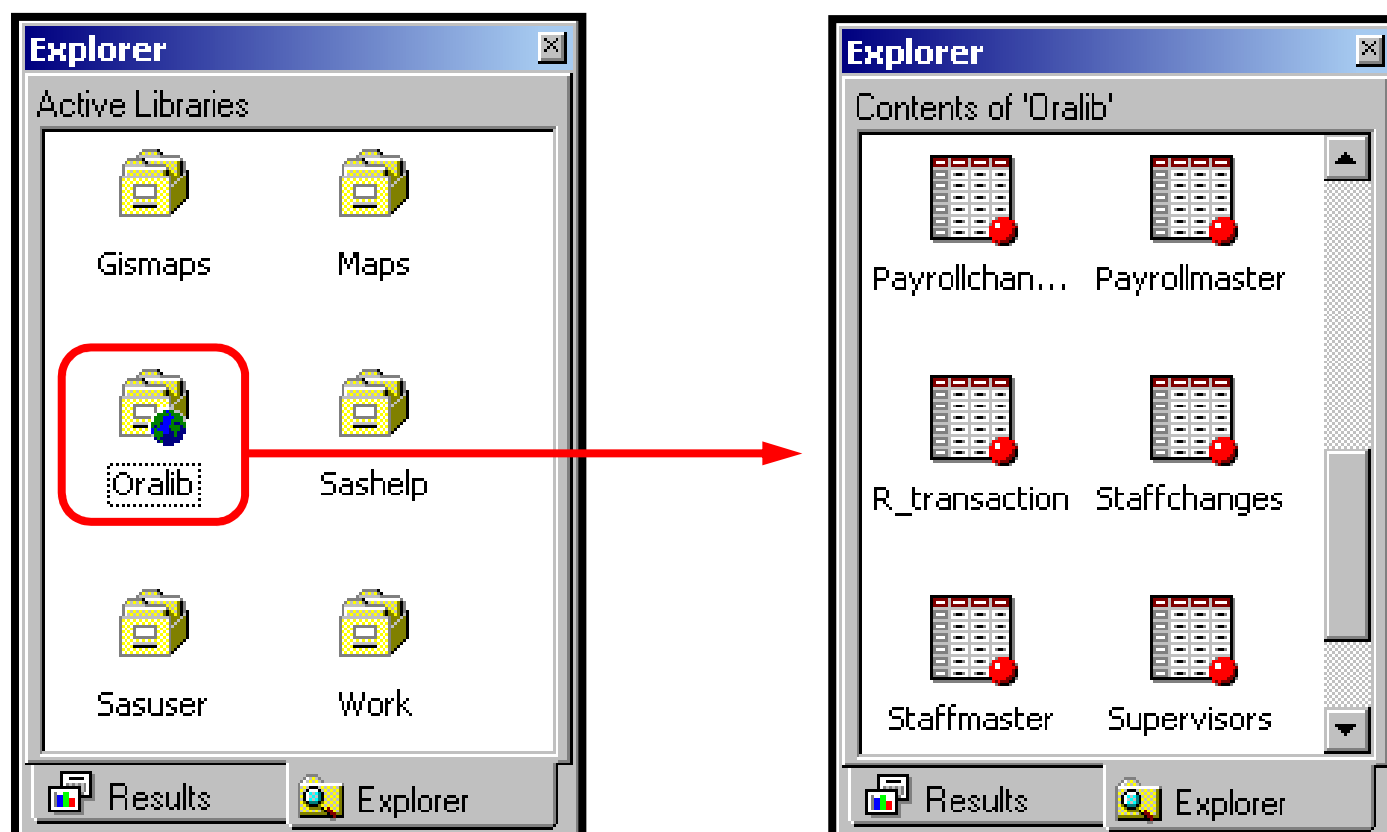 Explorer
Active Libraries
Gismaps Maps
Oralib Sashelp
Sasuser Work
Results Explorer
Explorer
Contents of 'Oralib'
Payrollchan... Payrollmaster
R_transaction Staffchanges
Staffmaster Supervisors
Results Explorer